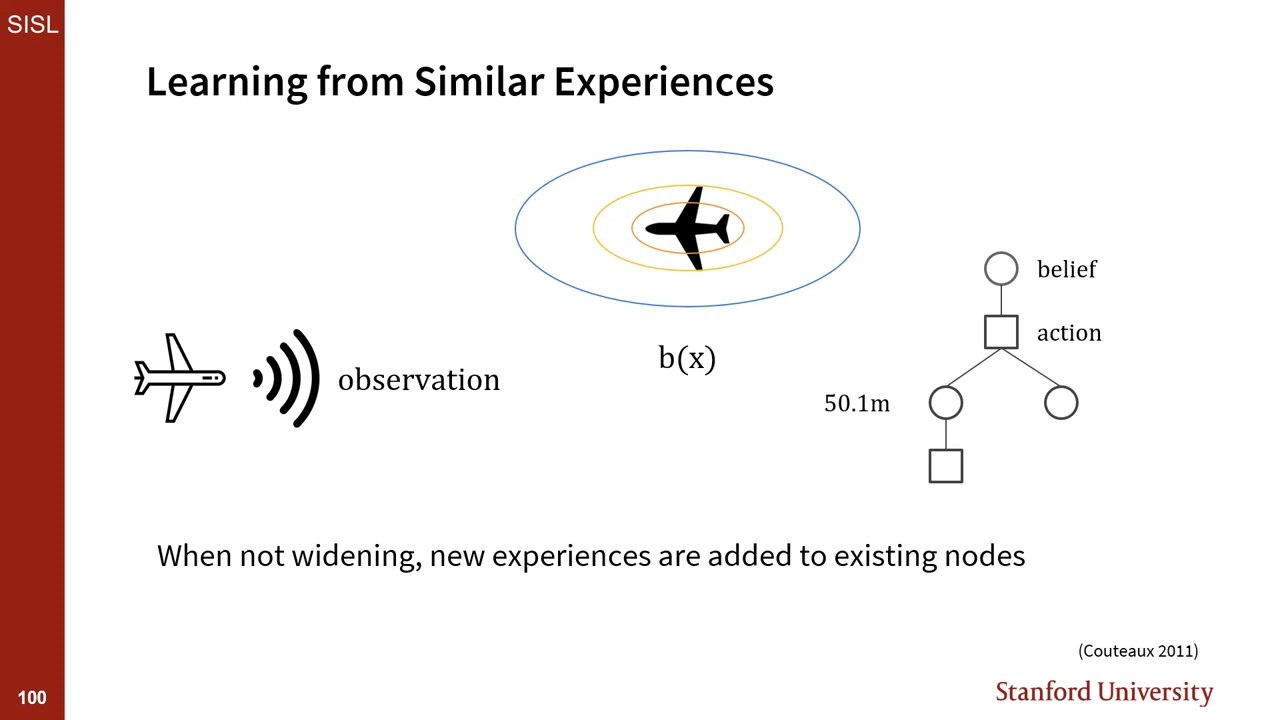 SISL
Learning from Similar Experiences
belief
action
observation
b(x)
50.1m
When not widening, new experiences are added to existing nodes
(Couteaux 2011)
100
Stanford University